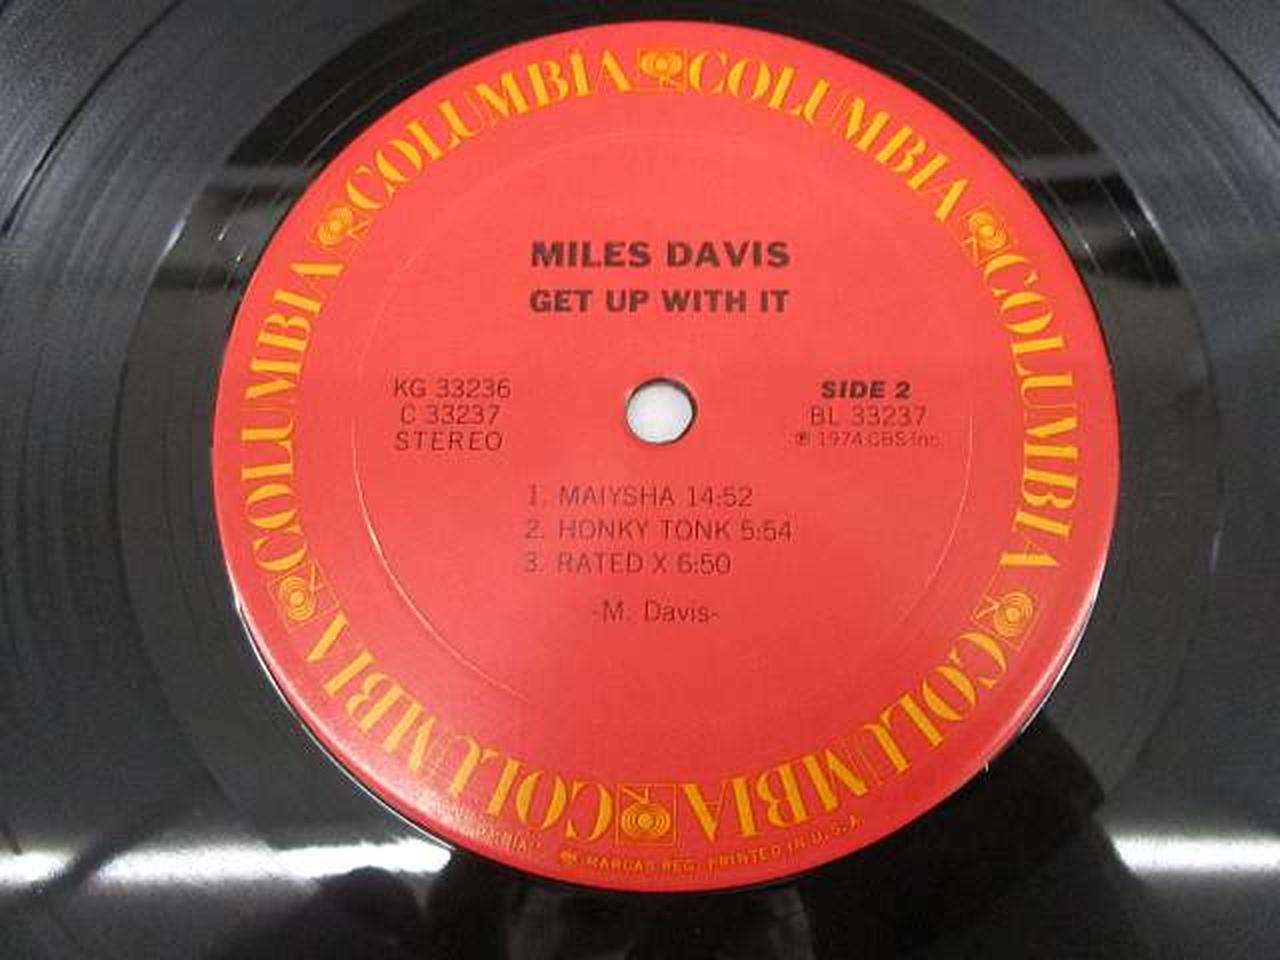 COLUMBIA COLUMBIA COLUMBIA COLUMBIA COLUMBIA COLUMBIA
MILES DAVIS
GET UP WITH IT
KG 33236
C 33237
STEREO
SIDE 2
BL 33237
℗ 1974 CBS Inc.
1. MAIYSHA 14:52
2. HONKY TONK 5:54
3. RATED X 6:50
-M. Davis-
MARCAS REG. PRINTED IN U.S.A.